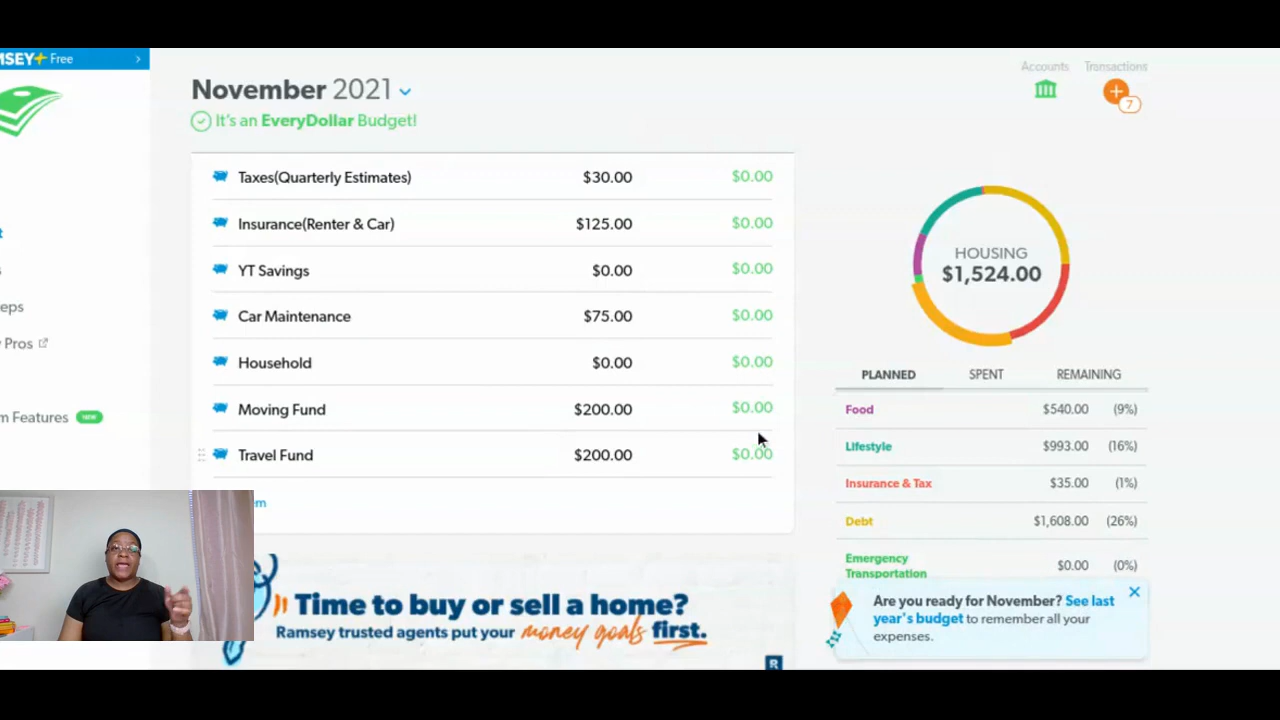 MSEY+ Free
November 2021
It's an EveryDollar Budget!
Accounts
Transactions
7
Taxes(Quarterly Estimates) $30.00 $0.00
Insurance(Renter & Car) $125.00 $0.00
YT Savings $0.00 $0.00
Car Maintenance $75.00 $0.00
Household $0.00 $0.00
Moving Fund $200.00 $0.00
Travel Fund $200.00 $0.00
em
t
s
eps
Pros
m Features NEW
HOUSING
$1,524.00
PLANNED SPENT REMAINING
Food $540.00 (9%)
Lifestyle $993.00 (16%)
Insurance & Tax $35.00 (1%)
Debt $1,608.00 (26%)
Emergency
Transportation $0.00 (0%)
Are you ready for November? See last
year's budget to remember all your
expenses.
Time to buy or sell a home?
Ramsey trusted agents put your money goals first.
R